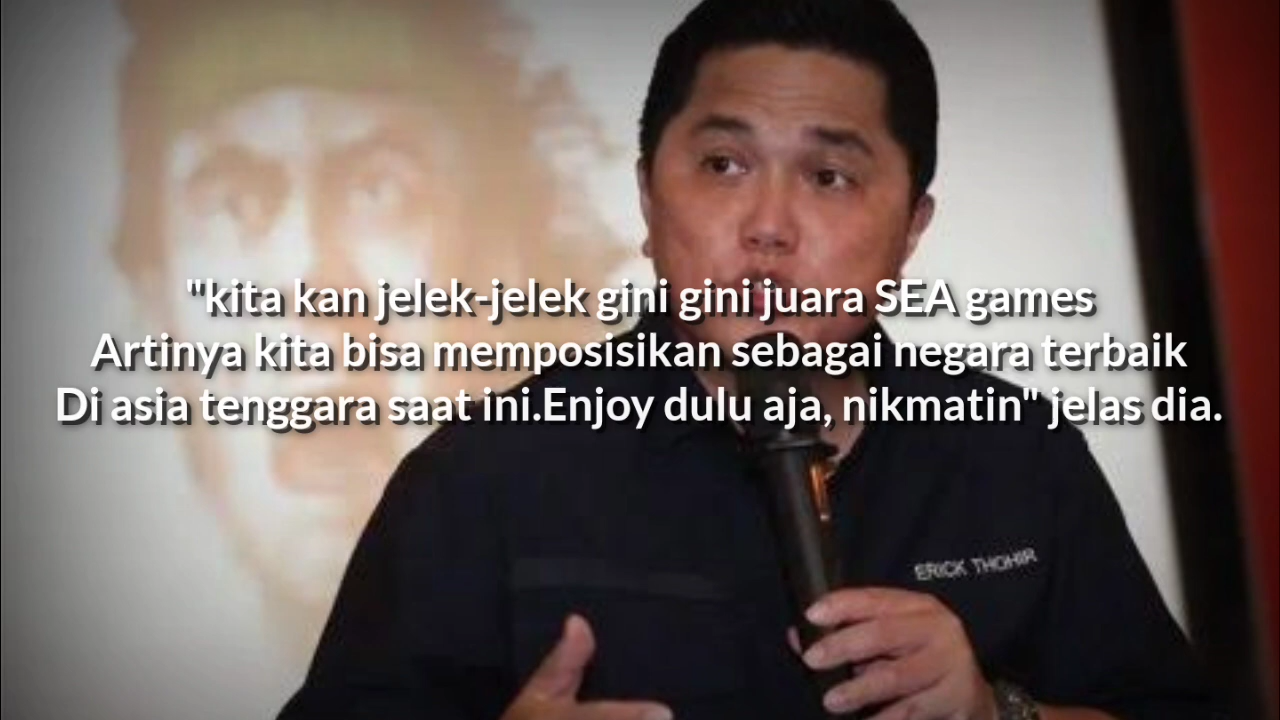 "kita kan jelek-jelek gini gini juara SEA games
Artinya kita bisa memposisikan sebagai negara terbaik
Di asia tenggara saat ini.Enjoy dulu aja, nikmatin" jelas dia.
ERICK THOHIR